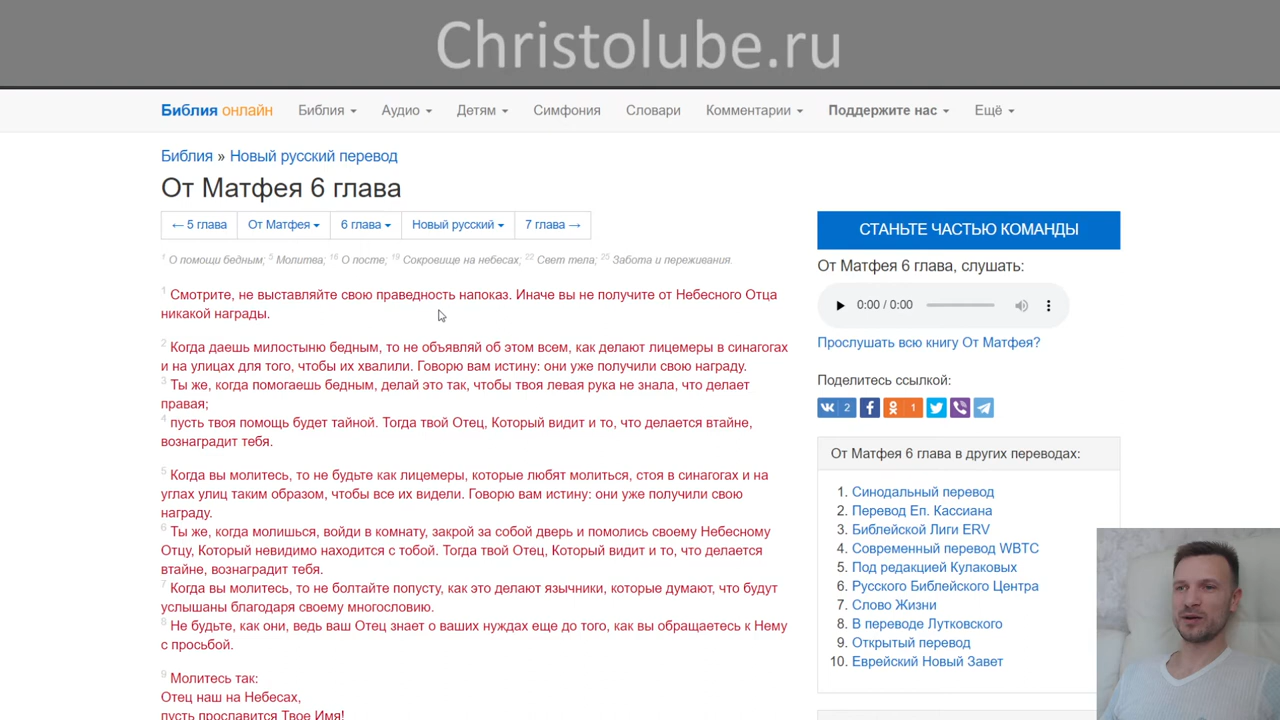 Christolube.ru
Библия онлайн Библия Аудио Детям Симфония Словари Комментарии Поддержите нас Ещё
Библия » Новый русский перевод
От Матфея 6 глава
← 5 глава От Матфея 6 глава Новый русский 7 глава →
1 О помощи бедным; 5 Молитва; 16 О посте; 19 Сокровище на небесах; 22 Свет тела; 25 Забота и переживания.
1 Смотрите, не выставляйте свою праведность напоказ. Иначе вы не получите от Небесного Отца
никакой награды.
2 Когда даешь милостыню бедным, то не объявляй об этом всем, как делают лицемеры в синагогах
и на улицах для того, чтобы их хвалили. Говорю вам истину: они уже получили свою награду.
3 Ты же, когда помогаешь бедным, делай это так, чтобы твоя левая рука не знала, что делает
правая;
4 пусть твоя помощь будет тайной. Тогда твой Отец, Который видит и то, что делается втайне,
вознаградит тебя.
5 Когда вы молитесь, то не будьте как лицемеры, которые любят молиться, стоя в синагогах и на
углах улиц таким образом, чтобы все их видели. Говорю вам истину: они уже получили свою
награду.
6 Ты же, когда молишься, войди в комнату, закрой за собой дверь и помолись своему Небесному
Отцу, Который невидимо находится с тобой. Тогда твой Отец, Который видит и то, что делается
втайне, вознаградит тебя.
7 Когда вы молитесь, то не болтайте попусту, как это делают язычники, которые думают, что будут
услышаны благодаря своему многословию.
8 Не будьте, как они, ведь ваш Отец знает о ваших нуждах еще до того, как вы обращаетесь к Нему
с просьбой.
9 Молитесь так:
Отец наш на Небесах,
пусть прославится Твое Имя!
СТАНЬТЕ ЧАСТЬЮ КОМАНДЫ
От Матфея 6 глава, слушать:
0:00 / 0:00
Прослушать всю книгу От Матфея?
Поделитесь ссылкой:
2 1
От Матфея 6 глава в других переводах:
1. Синодальный перевод
2. Перевод Еп. Кассиана
3. Библейской Лиги ERV
4. Современный перевод WBTC
5. Под редакцией Кулаковых
6. Русского Библейского Центра
7. Слово Жизни
8. В переводе Лутковского
9. Открытый перевод
10. Еврейский Новый Завет